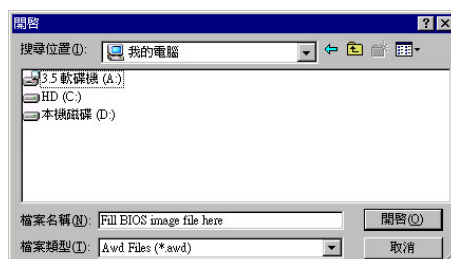 開啓
搜尋位置(I): 我的電腦
3.5 軟碟機 (A:)
HD (C:)
本機磁碟 (D:)
檔案名稱(N): Fill BIOS image file here 開啓(O)
檔案類型(T): Awd Files (*.awd) 取消